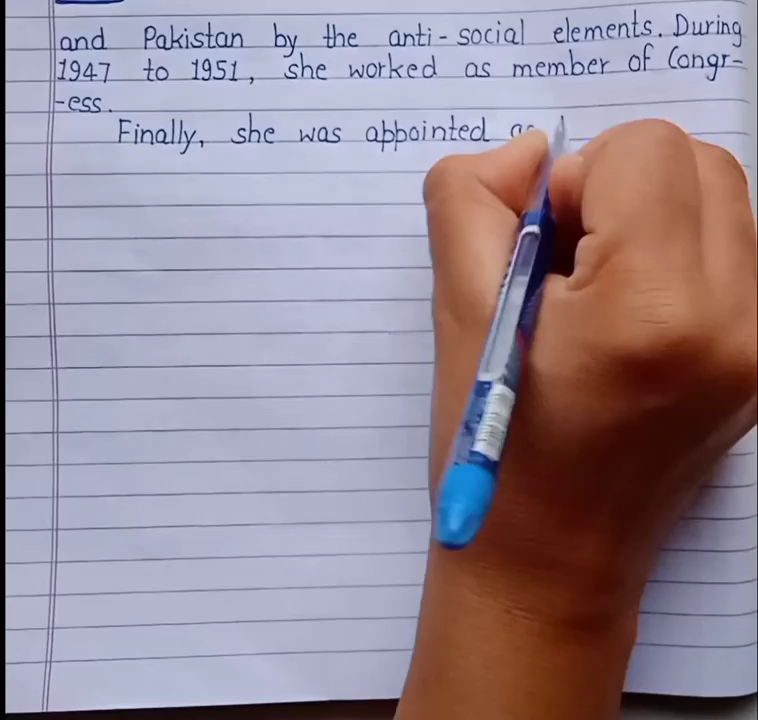 and Pakistan by the anti-social elements. During
1947 to 1951, she worked as member of Congr-
-ess.
Finally, she was appointed as